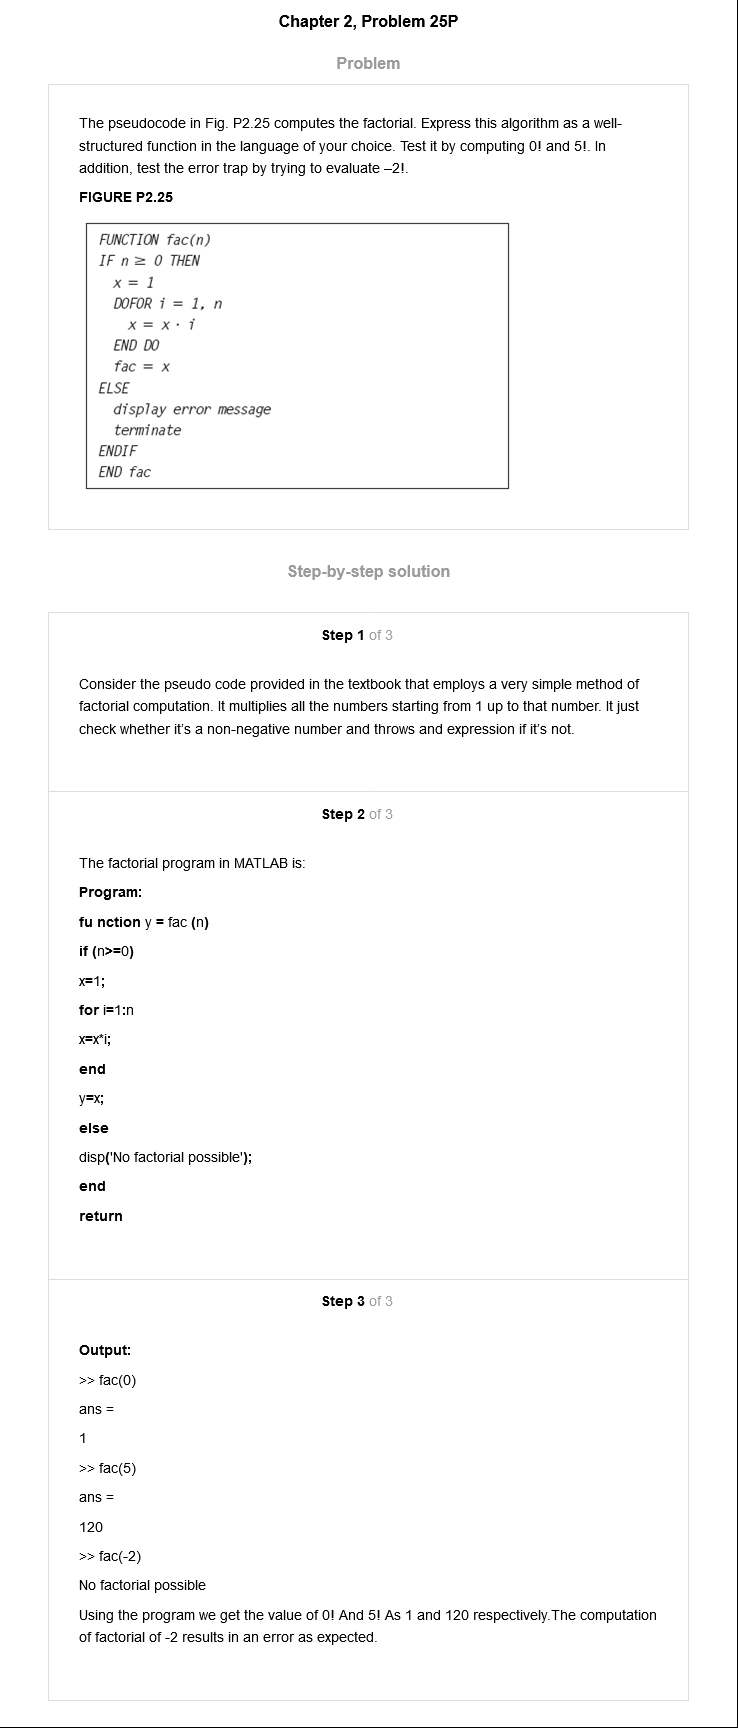 Chapter 2, Problem 25P
Problem
The pseudocode in Fig. P2.25 computes the factorial. Express this algorithm as a well-
structured function in the language of your choice. Test it by computing 0! and 5!. In
addition, test the error trap by trying to evaluate –2!.
FIGURE P2.25
FUNCTION fac(n)
IF n ≥ 0 THEN
x = 1
DOFOR i = 1, n
x = x · i
END DO
fac = x
ELSE
display error message
terminate
ENDIF
END fac
Step-by-step solution
Step 1 of 3
Consider the pseudo code provided in the textbook that employs a very simple method of
factorial computation. It multiplies all the numbers starting from 1 up to that number. It just
check whether it's a non-negative number and throws and expression if it's not.
Step 2 of 3
The factorial program in MATLAB is:
Program:
fu nction y = fac (n)
if (n>=0)
x=1;
for i=1:n
x=x*i;
end
y=x;
else
disp('No factorial possible');
end
return
Step 3 of 3
Output:
>> fac(0)
ans =
1
>> fac(5)
ans =
120
>> fac(-2)
No factorial possible
Using the program we get the value of 0! And 5! As 1 and 120 respectively.The computation
of factorial of -2 results in an error as expected.